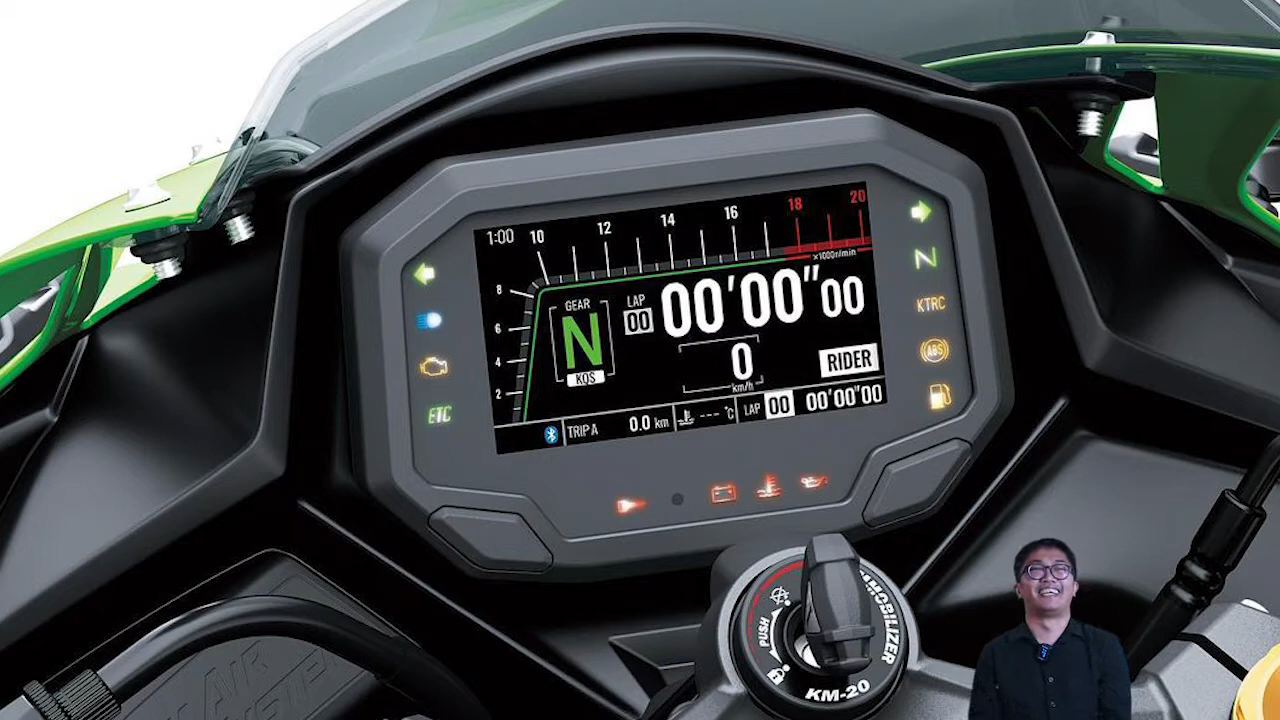 1:00
10 12 14 16 18 20
×1000r/min
8
6
4
2
GEAR
N
KQS
LAP
00
00'00"00
0
km/h
RIDER
TRIP A 0.0 km
--- °C
LAP 00 00'00"00
ETC
N
KTRC
ABS
PUSH
IMMOBILIZER
KM-20
AIR